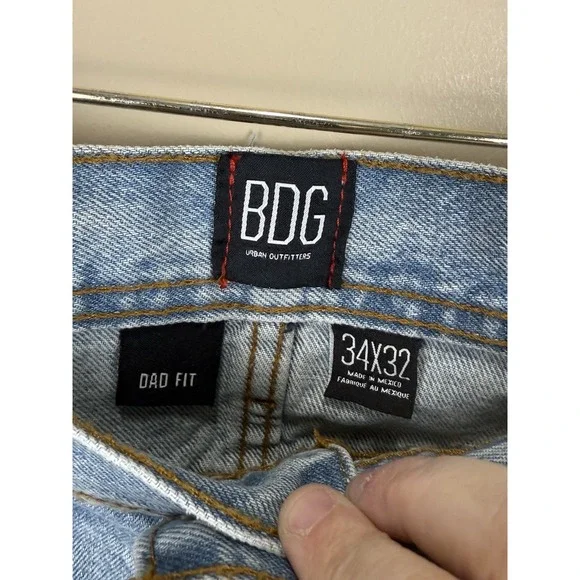 BDG
URBAN OUTFITTERS
DAD FIT
34X32
MADE IN MEXICO
FABRIQUÉ AU MEXIQUE